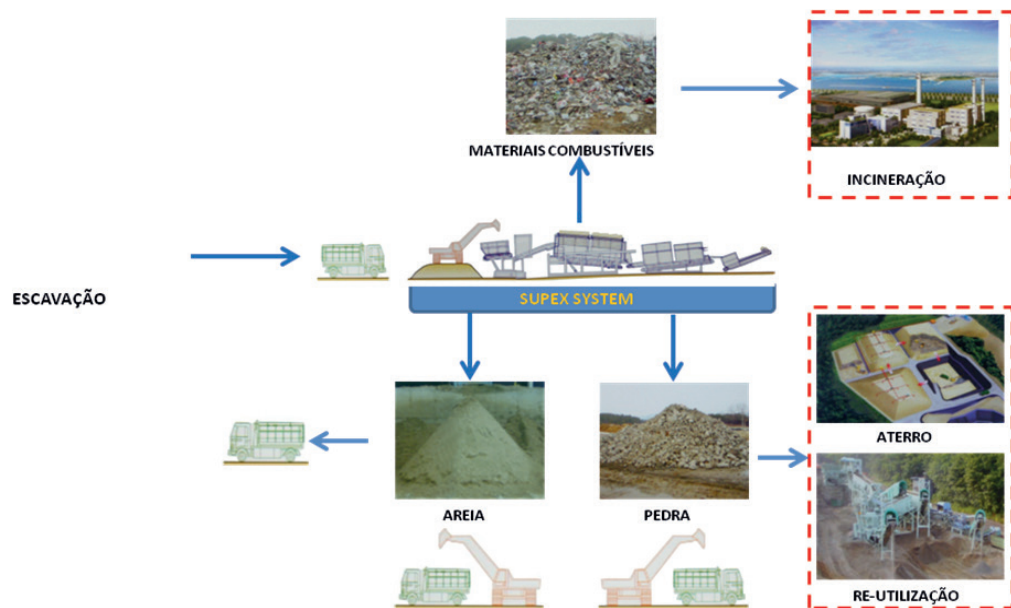 MATERIAIS COMBUSTÍVEIS
INCINERAÇÃO
ESCAVAÇÃO
SUPEX SYSTEM
ATERRO
AREIA
PEDRA
RE-UTILIZAÇÃO